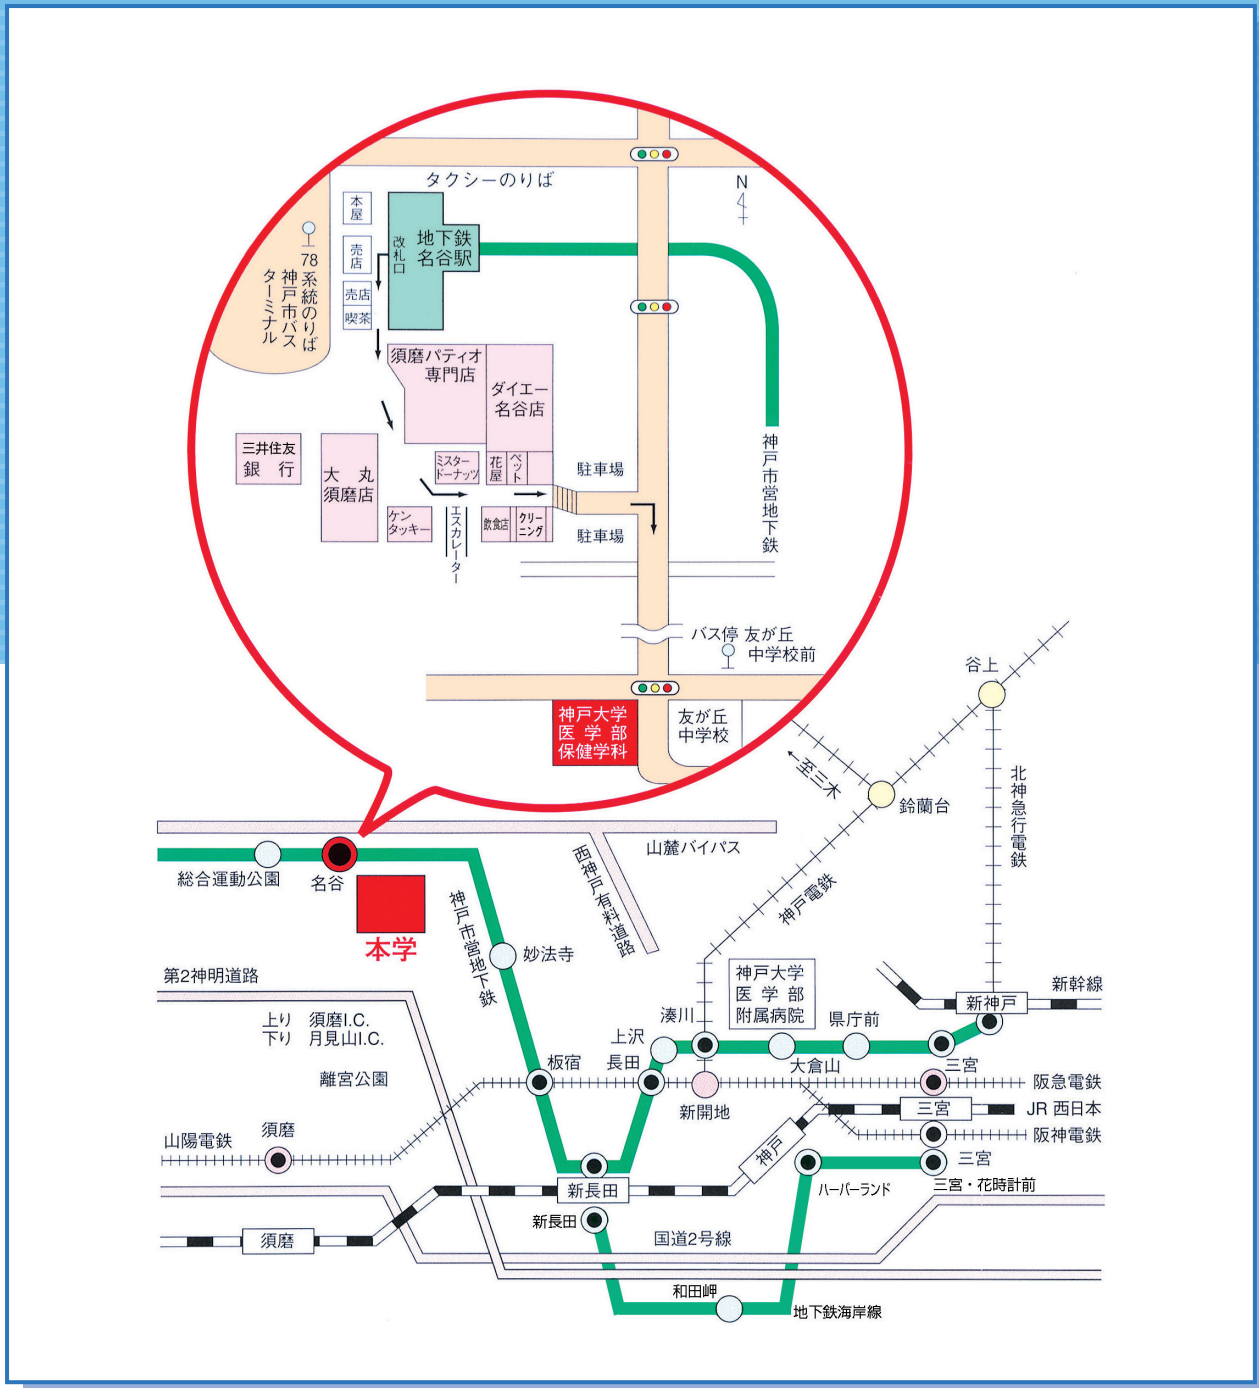 タクシーのりば
N
本屋
売店
売店
喫茶
改札口
地下鉄
名谷駅
78系統のりば
神戸市バス
ターミナル
須磨パティオ
専門店
ダイエー
名谷店
三井住友
銀 行
大 丸
須磨店
ミスター
ドーナッツ
花屋
ペット
駐車場
ケン
タッキー
エスカレーター
飲食店
クリー
ニング
駐車場
神戸市営地下鉄
バス停 友が丘
中学校前
神戸大学
医 学 部
保健学科
友が丘
中学校
谷上
←至三木
鈴蘭台
北神急行電鉄
山麓バイパス
西神戸有料道路
神戸電鉄
総合運動公園
名谷
本学
神戸市営地下鉄
妙法寺
第2神明道路
上り 須磨I.C.
下り 月見山I.C.
離宮公園
神戸大学
医 学 部
附属病院
新幹線
新神戸
湊川
県庁前
上沢
長田
板宿
大倉山
三宮
新開地
阪急電鉄
三宮
JR 西日本
阪神電鉄
山陽電鉄
須磨
神戸
三宮
ハーバーランド
三宮・花時計前
新長田
新長田
須磨
国道2号線
和田岬
地下鉄海岸線